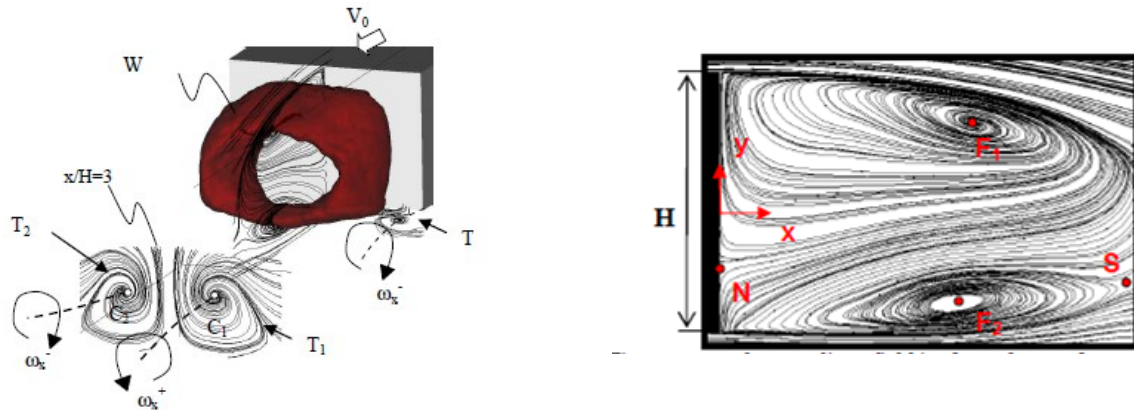 V₀
W
x/H=3
T₂
T
C₂
C₁
ωₓ⁻
T₁
ωₓ⁻
ωₓ⁺
H
y
x
F₁
S
N
F₂